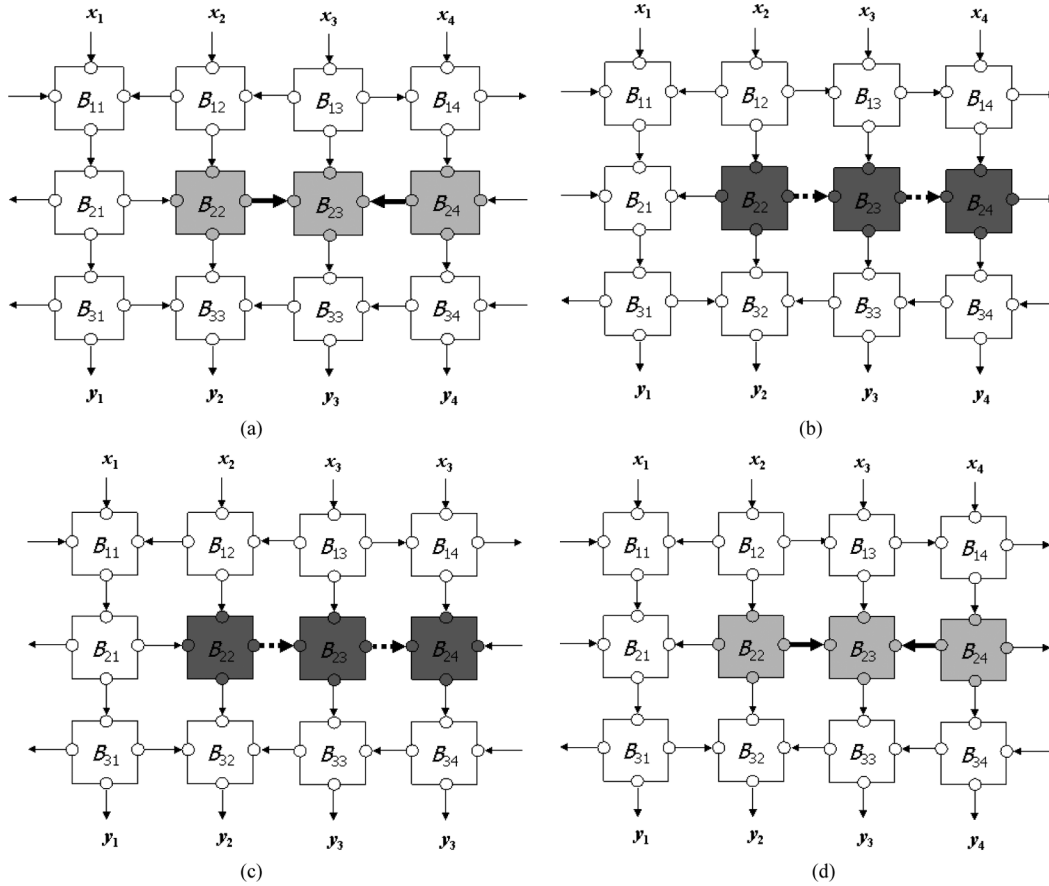 x1 x2 x3 x4
B11 B12 B13 B14
B21 B22 B23 B24
B31 B33 B33 B34
y1 y2 y3 y4
(a)
x1 x2 x3 x4
B11 B12 B13 B14
B21 B22 B23 B24
B31 B32 B33 B34
y1 y2 y3 y4
(b)
x1 x2 x3 x3
B11 B12 B13 B14
B21 B22 B23 B24
B31 B32 B33 B34
y1 y2 y3 y3
(c)
x1 x2 x3 x4
B11 B12 B13 B14
B21 B22 B23 B24
B31 B32 B33 B34
y1 y2 y3 y4
(d)